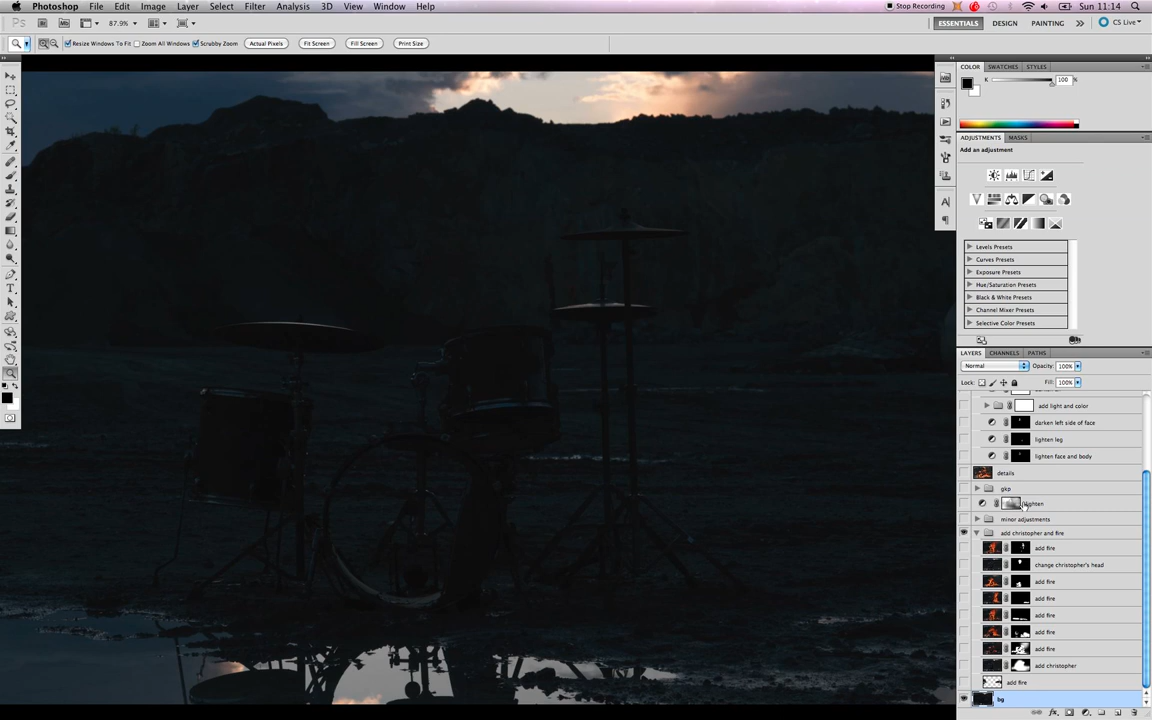 Photoshop File Edit Image Layer Select Filter Analysis 3D View Window Help Stop Recording Sun 11:14
Ps Br Mb 87.9% ESSENTIALS DESIGN PAINTING CS Live
Resize Windows To Fit Zoom All Windows Scrubby Zoom Actual Pixels Fit Screen Fill Screen Print Size
COLOR SWATCHES STYLES
K 100 %
ADJUSTMENTS MASKS
Add an adjustment
Levels Presets
Curves Presets
Exposure Presets
Hue/Saturation Presets
Black & White Presets
Channel Mixer Presets
Selective Color Presets
LAYERS CHANNELS PATHS
Normal Opacity: 100%
Lock: Fill: 100%
add light and color
darken left side of face
lighten leg
lighten face and body
details
gkp
lighten
minor adjustments
add christopher and fire
add fire
change christopher's head
add fire
add fire
add fire
add fire
add fire
add christopher
add fire
bg